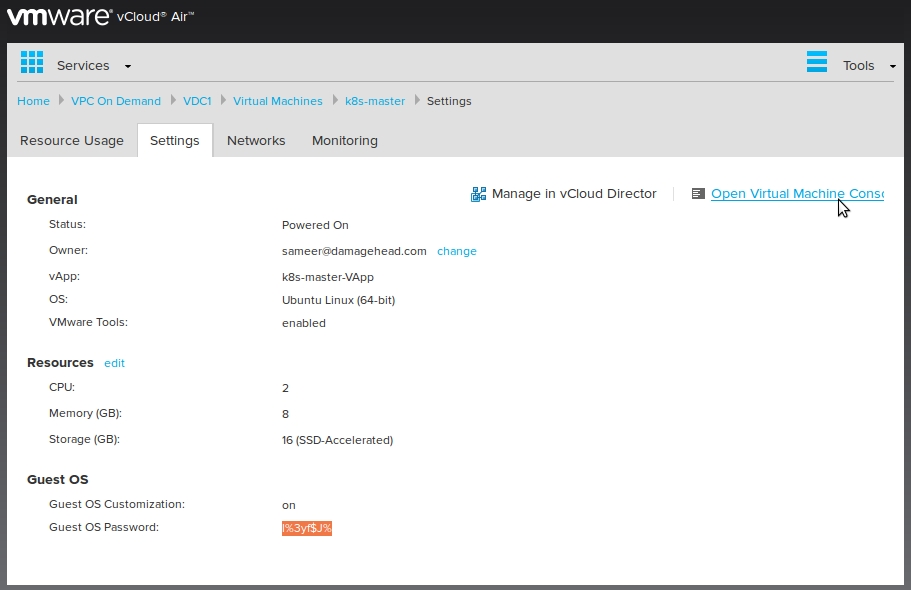 vmware® vCloud® Air™
Services Tools
Home VPC On Demand VDC1 Virtual Machines k8s-master Settings
Resource Usage Settings Networks Monitoring
Manage in vCloud Director Open Virtual Machine Conso
General
Status: Powered On
Owner: sameer@damagehead.com change
vApp: k8s-master-VApp
OS: Ubuntu Linux (64-bit)
VMware Tools: enabled
Resources edit
CPU: 2
Memory (GB): 8
Storage (GB): 16 (SSD-Accelerated)
Guest OS
Guest OS Customization: on
Guest OS Password: